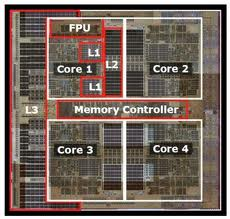 FPU
L1
Core 1
L2
Core 2
L1
L3
Memory Controller
Core 3
Core 4